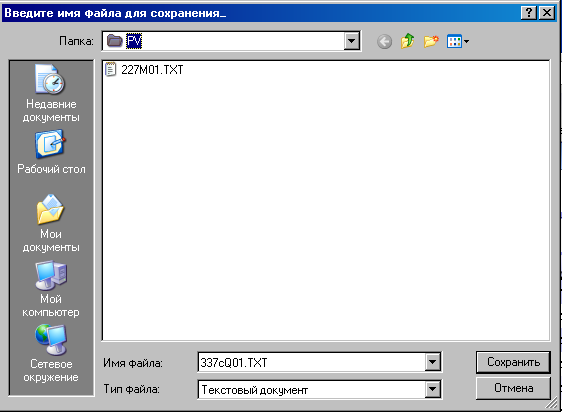 Введите имя файла для сохранения...
Папка: PV
227M01.TXT
Недавние документы
Рабочий стол
Мои документы
Мой компьютер
Сетевое окружение
Имя файла: 337cQ01.TXT Сохранить
Тип файла: Текстовый документ Отмена